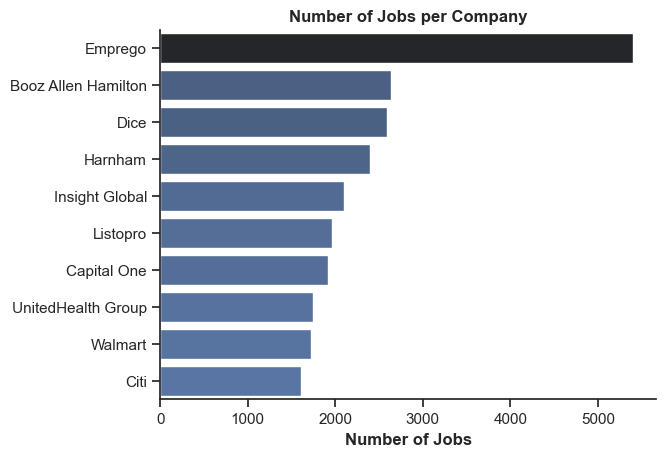 Number of Jobs per Company
Emprego
Booz Allen Hamilton
Dice
Harnham
Insight Global
Listopro
Capital One
UnitedHealth Group
Walmart
Citi
0 1000 2000 3000 4000 5000
Number of Jobs